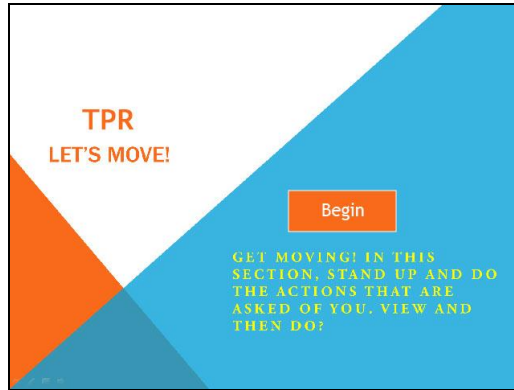 TPR
LET'S MOVE!
Begin
GET MOVING! IN THIS
SECTION, STAND UP AND DO
THE ACTIONS THAT ARE
ASKED OF YOU. VIEW AND
THEN DO?